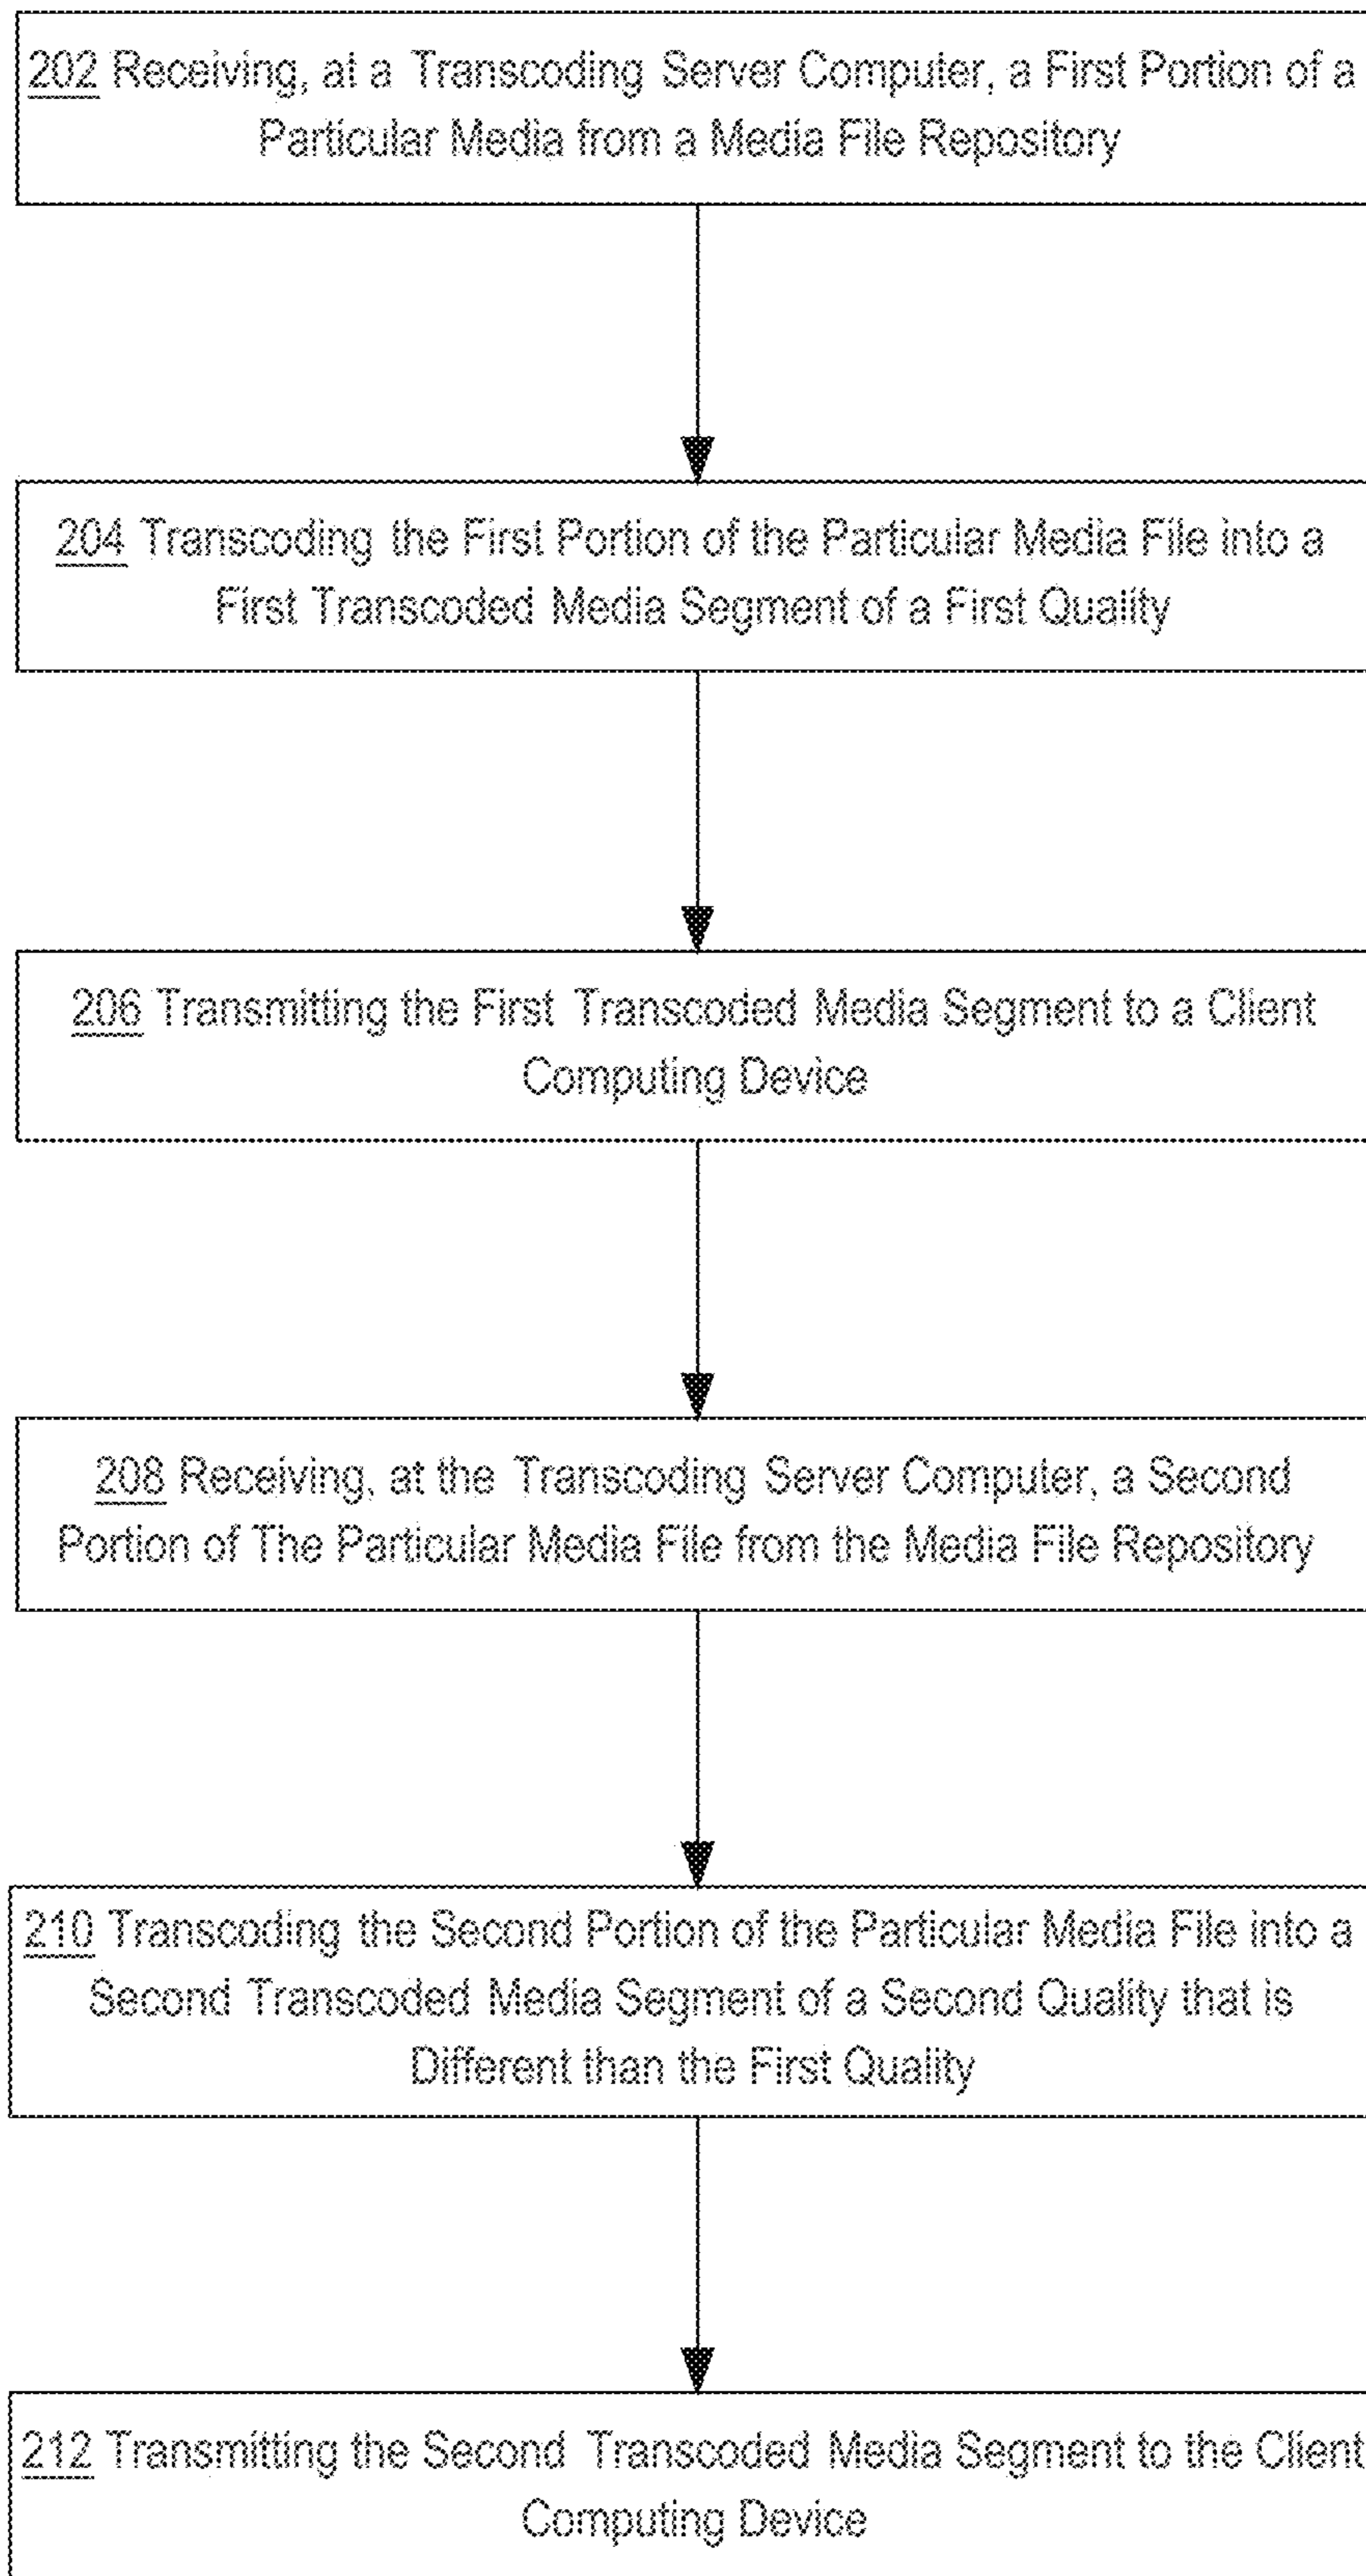 202 Receiving, at a Transcoding Server Computer, a First Portion of a
Particular Media from a Media File Repository
204 Transcoding the First Portion of the Particular Media File into a
First Transcoded Media Segment of a First Quality
206 Transmitting the First Transcoded Media Segment to a Client
Computing Device
208 Receiving, at the Transcoding Server Computer, a Second
Portion of The Particular Media File from the Media File Repository
210 Transcoding the Second Portion of the Particular Media File into a
Second Transcoded Media Segment of a Second Quality that is
Different than the First Quality
212 Transmitting the Second Transcoded Media Segment to the Client
Computing Device